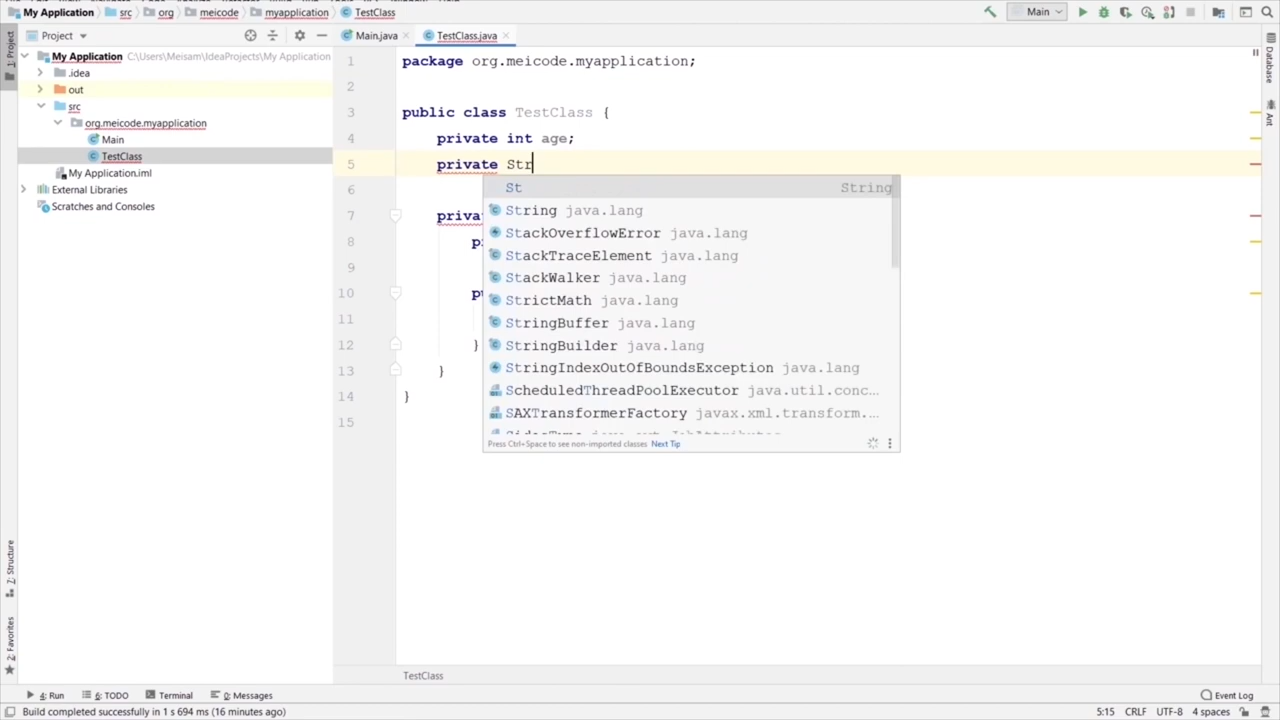 My Application
src
org
meicode
myapplication
TestClass
Main
1: Project
Project
Main.java
TestClass.java
Database
Ant
My Application C:\Users\Meisam\IdeaProjects\My Application
.idea
out
src
org.meicode.myapplication
Main
TestClass
My Application.iml
External Libraries
Scratches and Consoles
1 package org.meicode.myapplication;
2
3 public class TestClass {
4 private int age;
5 private Str
6
7 priva
8 p
9
10 p
11
12 }
13 }
14 }
15
St String
String java.lang
StackOverflowError java.lang
StackTraceElement java.lang
StackWalker java.lang
StrictMath java.lang
StringBuffer java.lang
StringBuilder java.lang
StringIndexOutOfBoundsException java.lang
ScheduledThreadPoolExecutor java.util.conc...
SAXTransformerFactory javax.xml.transform....
Press Ctrl+Space to see non-imported classes Next Tip
7: Structure
2: Favorites
TestClass
4: Run
6: TODO
Terminal
0: Messages
Event Log
Build completed successfully in 1 s 694 ms (16 minutes ago)
5:15 CRLF UTF-8 4 spaces